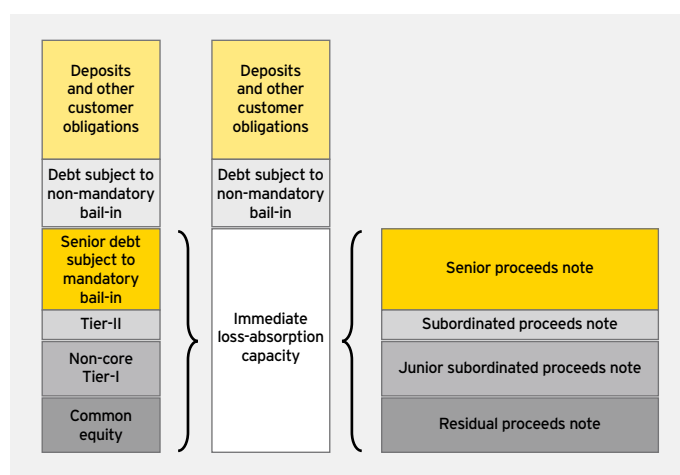 Deposits
and other
customer
obligations
Debt subject to
non-mandatory
bail-in
Senior debt
subject to
mandatory
bail-in
Tier-II
Non-core
Tier-I
Common
equity
Deposits
and other
customer
obligations
Debt subject to
non-mandatory
bail-in
Immediate
loss-absorption
capacity
Senior proceeds note
Subordinated proceeds note
Junior subordinated proceeds note
Residual proceeds note